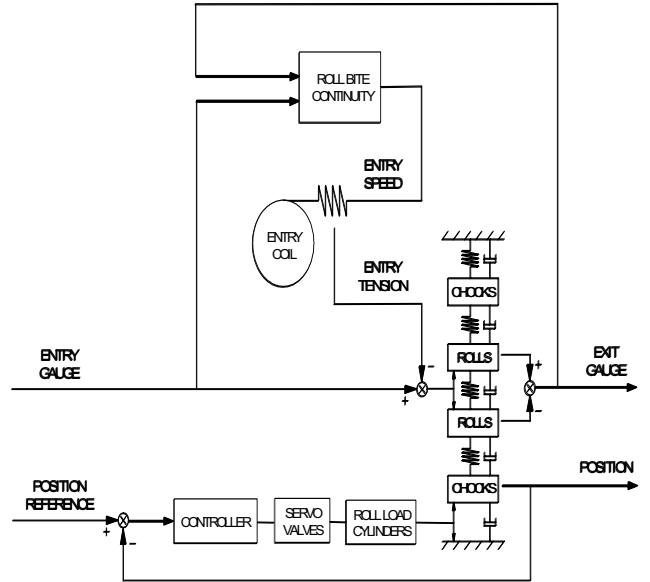 ROLL BITE
CONTINUITY
ENTRY
SPEED
ENTRY
COIL
ENTRY
TENSION
CHOCKS
ROLLS
ENTRY
GAUGE
-
+
+
-
EXIT
GAUGE
ROLLS
CHOCKS
POSITION
POSITION
REFERENCE
+
-
CONTROLLER
SERVO
VALVES
ROLL LOAD
CYLINDERS